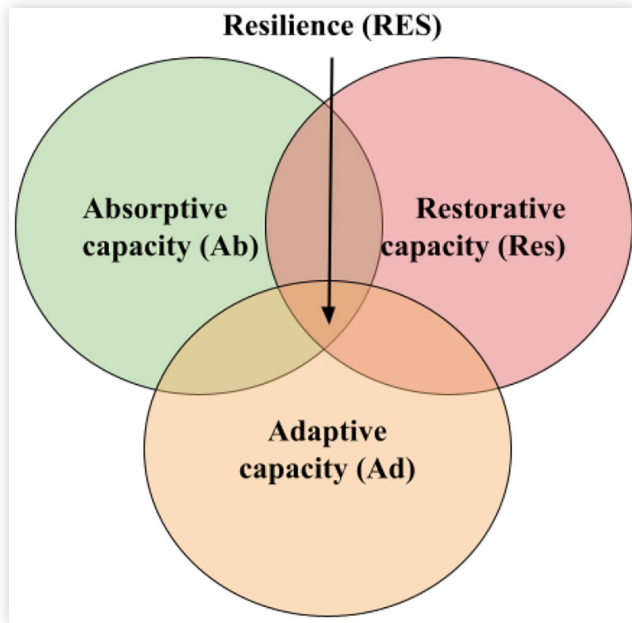 Resilience (RES)
Absorptive
capacity (Ab)
Restorative
capacity (Res)
Adaptive
capacity (Ad)